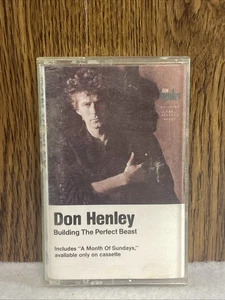 Don Henley
Building The Perfect Beast
Includes "A Month Of Sundays,"
available only on cassette